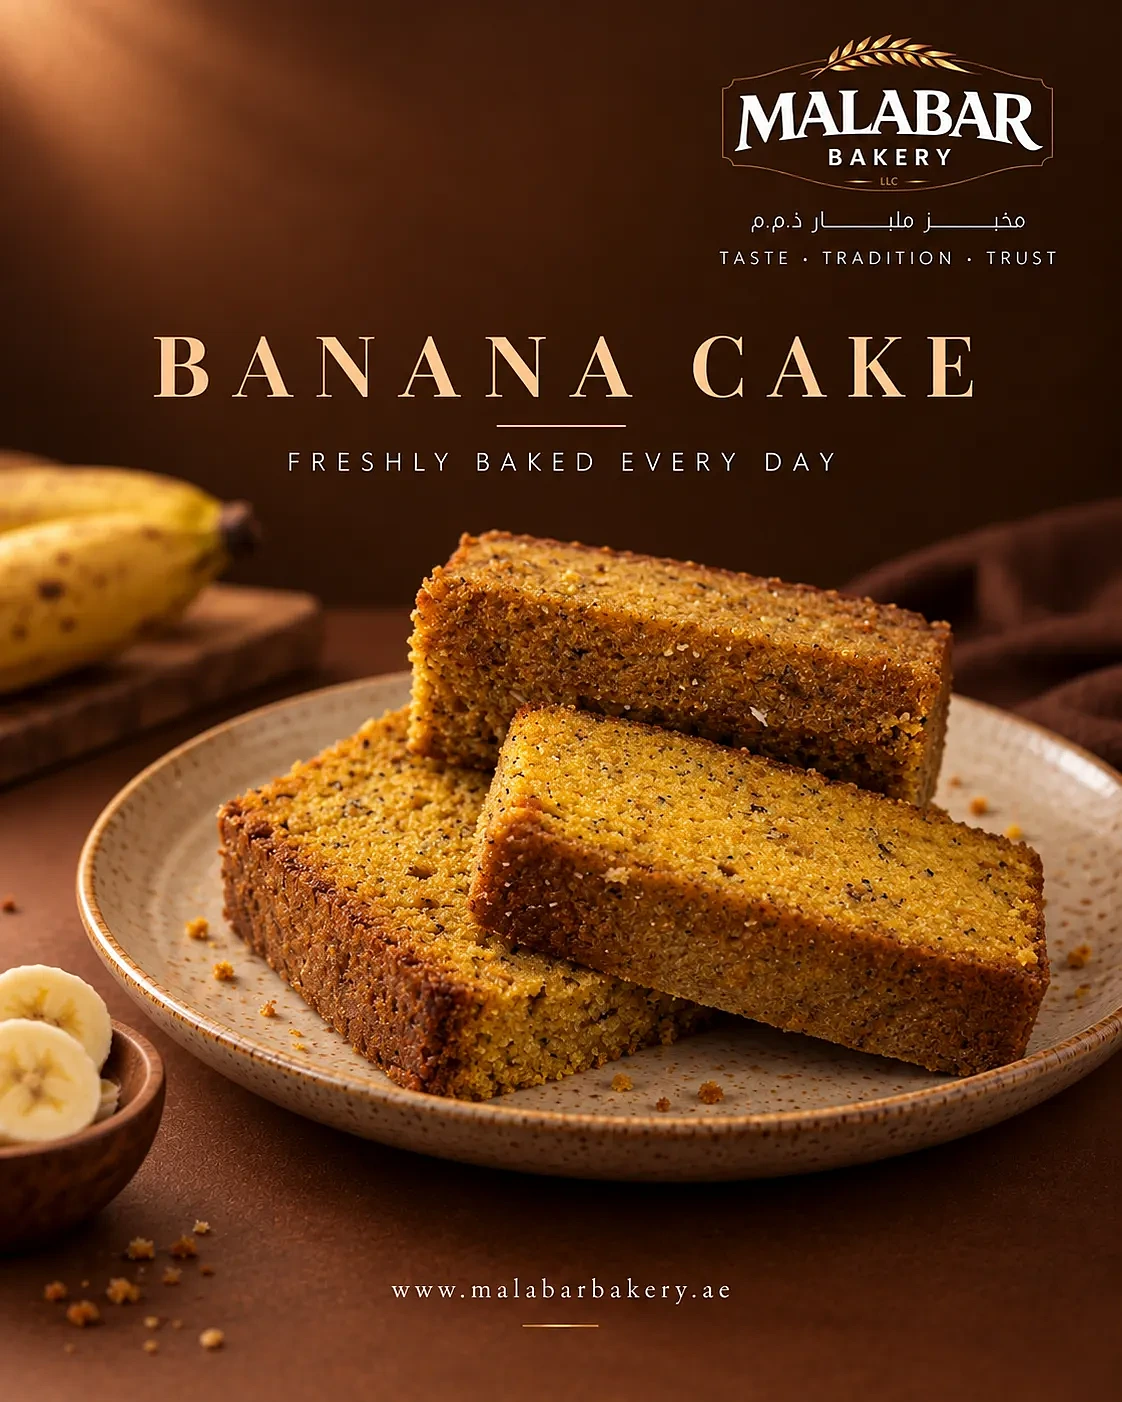 MALABAR
BAKERY
LLC
مخبز ملبار ذ.م.م
TASTE · TRADITION · TRUST
BANANA CAKE
FRESHLY BAKED EVERY DAY
www.malabarbakery.ae